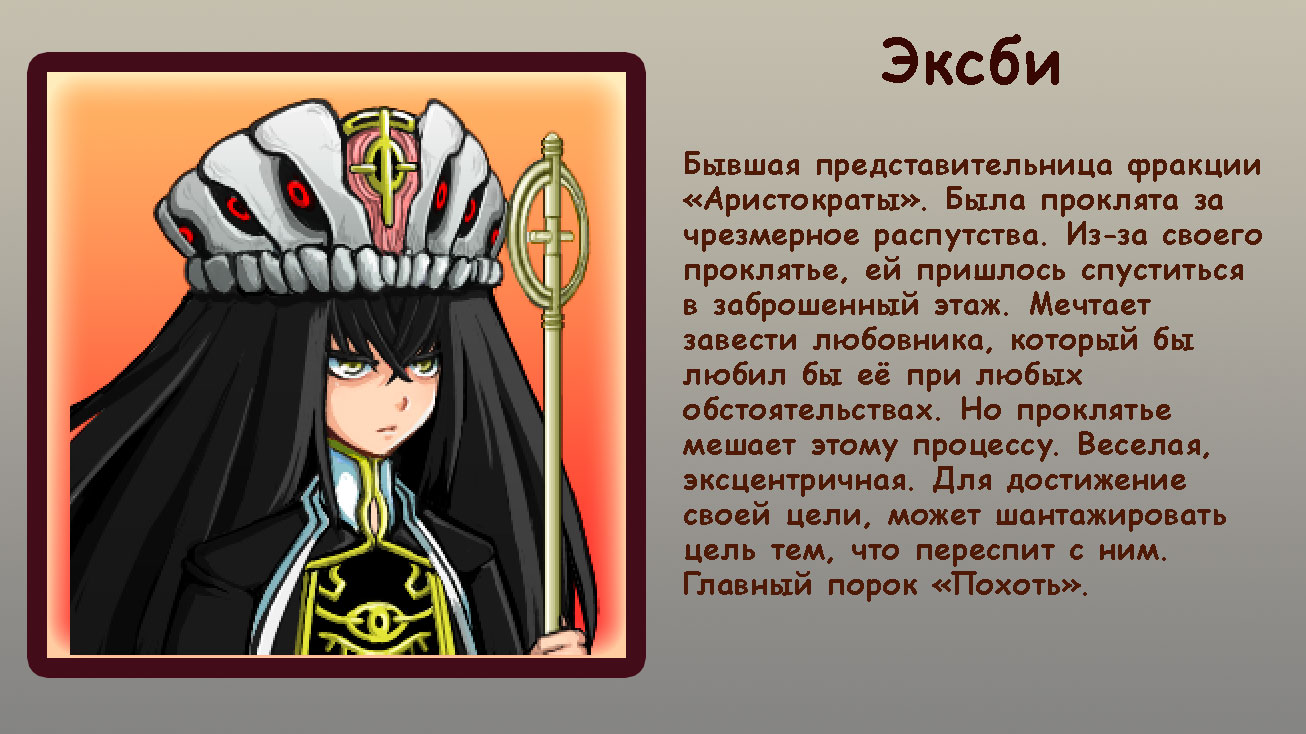 Эксби
Бывшая представительница фракции
«Аристократы». Была проклята за
чрезмерное распутства. Из-за своего
проклятье, ей пришлось спуститься
в заброшенный этаж. Мечтает
завести любовника, который бы
любил бы её при любых
обстоятельствах. Но проклятье
мешает этому процессу. Веселая,
эксцентричная. Для достижение
своей цели, может шантажировать
цель тем, что переспит с ним.
Главный порок «Похоть».